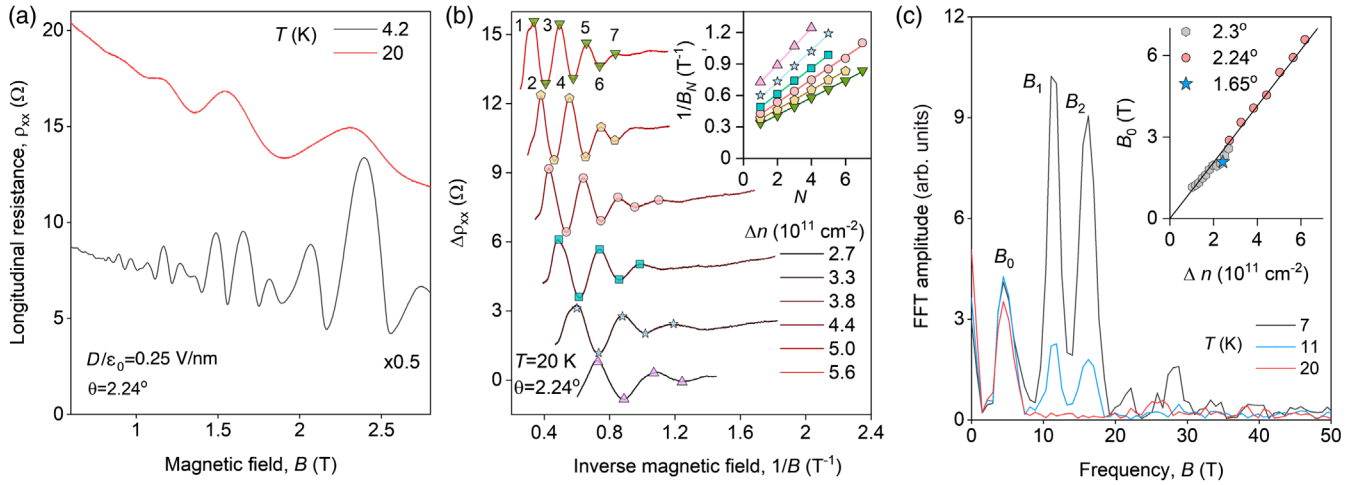 (a)
20
15
10
5
0
Longitudinal resistance, ρxx (Ω)
T (K)
4.2
20
D/ε0=0.25 V/nm
θ=2.24°
x0.5
1
1.5
2
2.5
Magnetic field, B (T)
(b)
15
12
9
6
3
0
Δρxx (Ω)
1
3
5
7
2
4
6
1.2
0.9
0.6
0.3
0
1/BN (T⁻
0 2 4 6
N
Δn (10¹¹ cm⁻²)
2.7
3.3
3.8
4.4
5.0
5.6
T=20 K
θ=2.24°
0.4 0.8 1.2 1.6 2 2.4
Inverse magnetic field, 1/B (T⁻¹)
(c)
12
9
6
3
0
FFT amplitude (arb. units)
B1
B2
B0
6
3
0
B0 (T)
2.3°
2.24°
1.65°
0 2 4 6
Δ n (10¹¹ cm⁻²)
T (K)
7
11
20
0 10 20 30 40 50
Frequency, B (T)